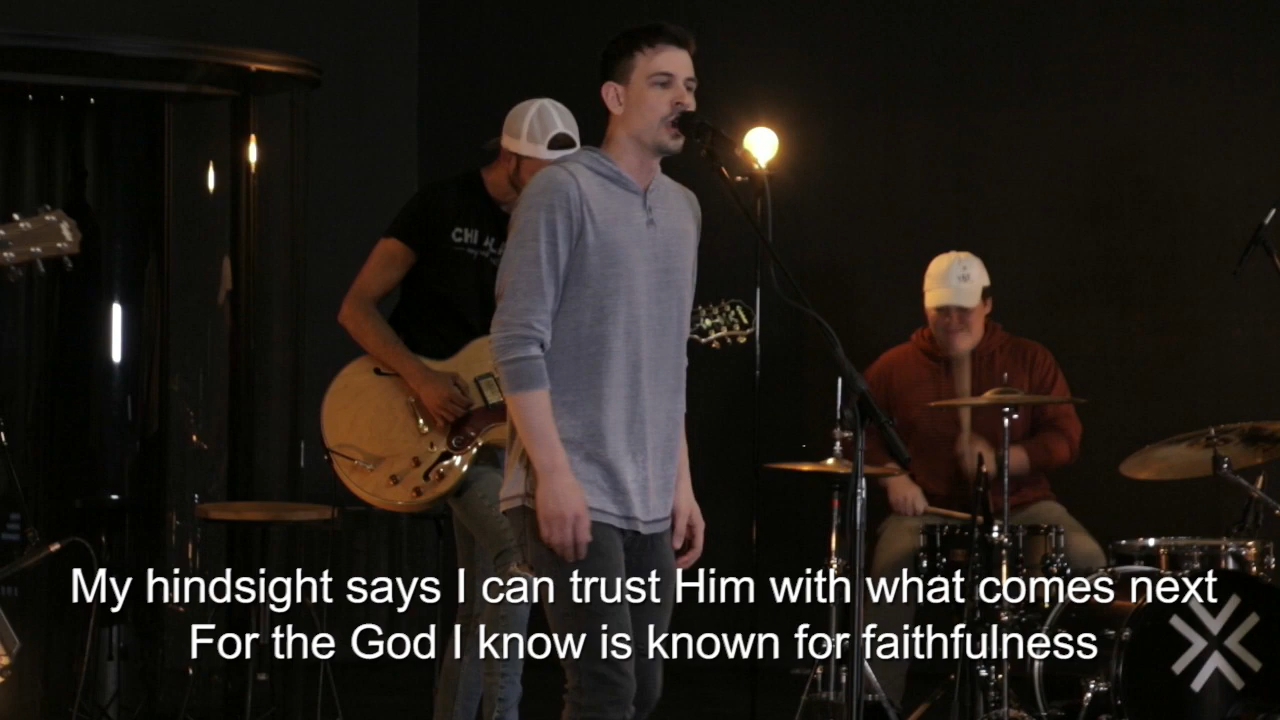 My hindsight says I can trust Him with what comes next
For the God I know is known for faithfulness